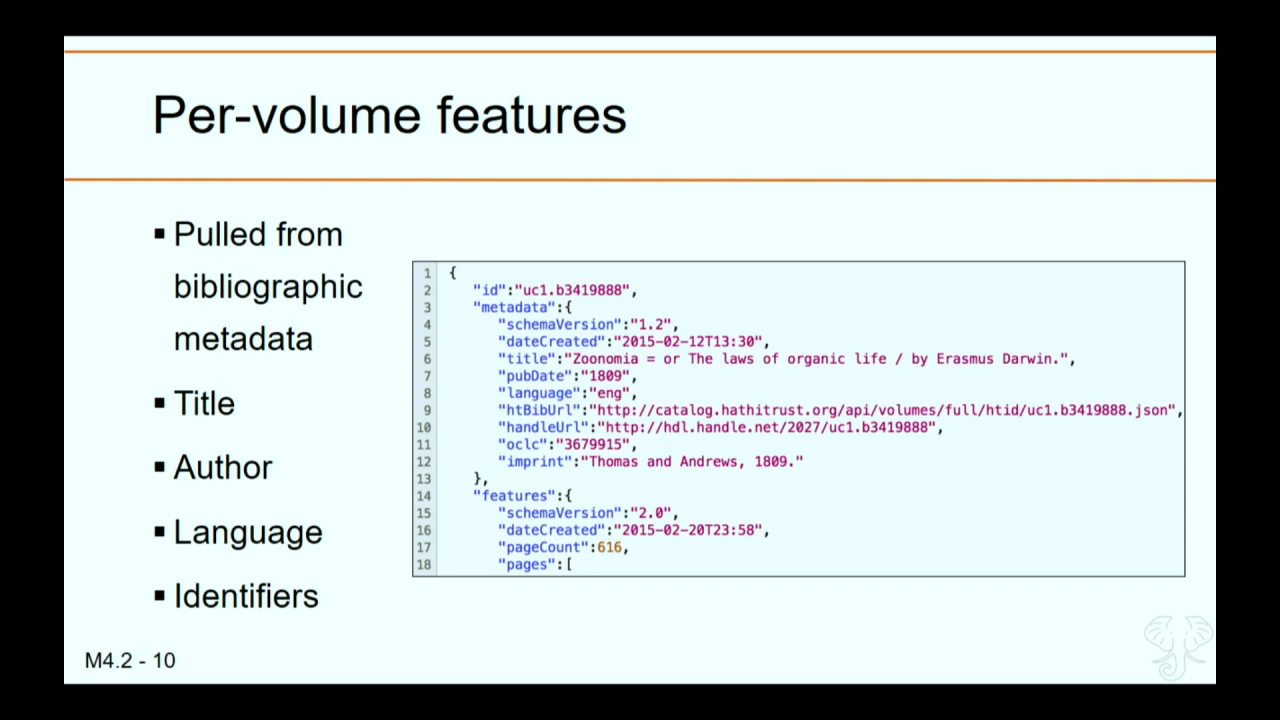 Per-volume features
▪ Pulled from
bibliographic
metadata
▪ Title
▪ Author
▪ Language
▪ Identifiers
1 {
2 "id":"uc1.b3419888",
3 "metadata":{
4 "schemaVersion":"1.2",
5 "dateCreated":"2015-02-12T13:30",
6 "title":"Zoonomia = or The laws of organic life / by Erasmus Darwin.",
7 "pubDate":"1809",
8 "language":"eng",
9 "htBibUrl":"http://catalog.hathitrust.org/api/volumes/full/htid/uc1.b3419888.json",
10 "handleUrl":"http://hdl.handle.net/2027/uc1.b3419888",
11 "oclc":"3679915",
12 "imprint":"Thomas and Andrews, 1809."
13 },
14 "features":{
15 "schemaVersion":"2.0",
16 "dateCreated":"2015-02-20T23:58",
17 "pageCount":616,
18 "pages":[
M4.2 - 10